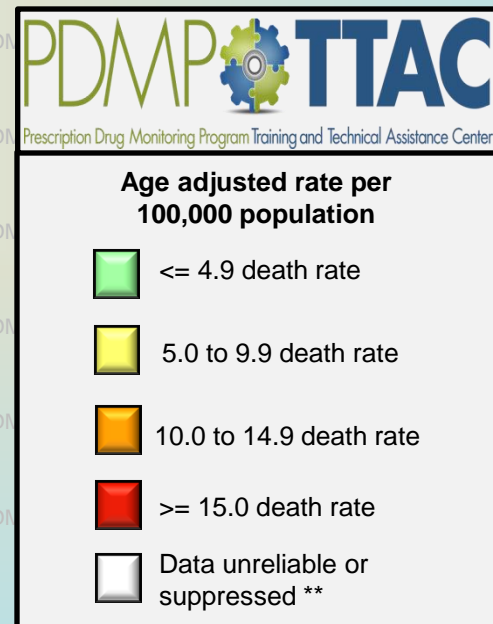 PDMP TTAC
Prescription Drug Monitoring Program Training and Technical Assistance Center
Age adjusted rate per
100,000 population
<= 4.9 death rate
5.0 to 9.9 death rate
10.0 to 14.9 death rate
>= 15.0 death rate
Data unreliable or
suppressed **